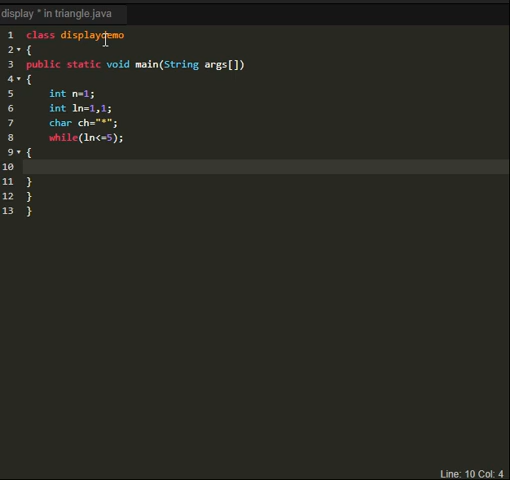 display * in triangle.java
1 class displaydemo
2 {
3 public static void main(String args[])
4 {
5 int n=1;
6 int ln=1,1;
7 char ch="*";
8 while(ln<=5);
9 {
10
11 }
12 }
13 }
Line: 10 Col: 4